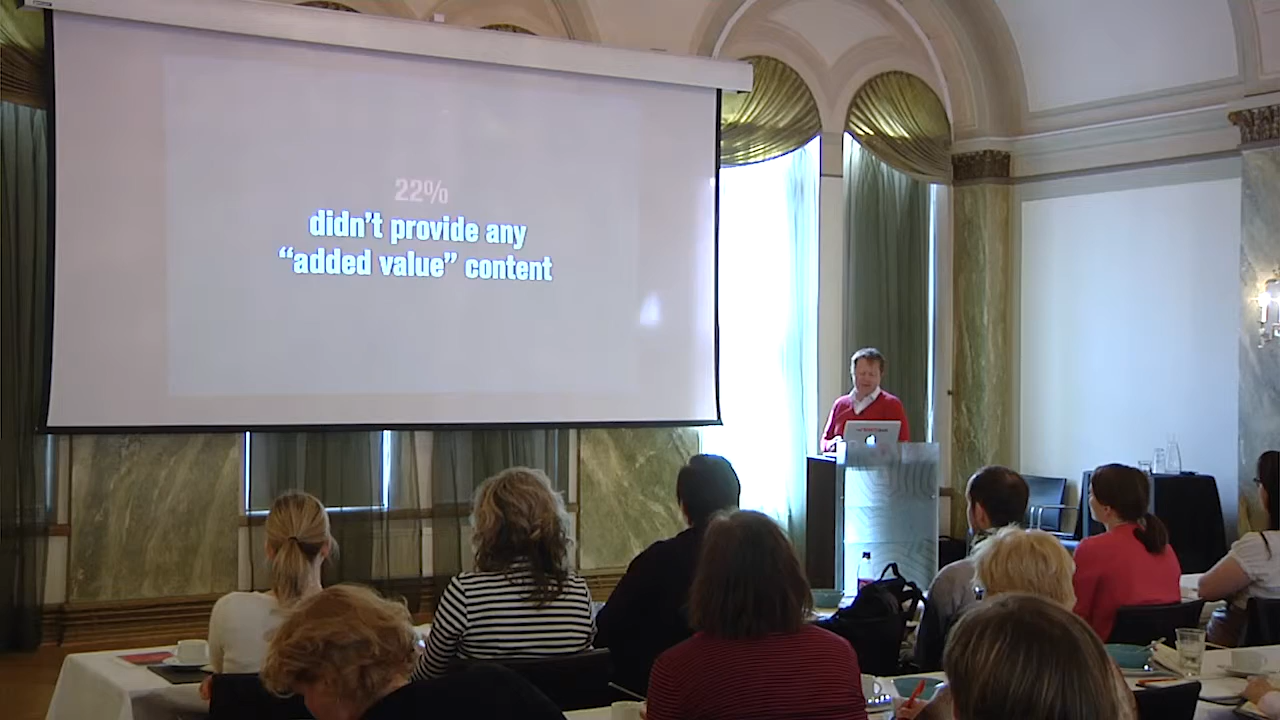 22%
didn’t provide any
“added value” content